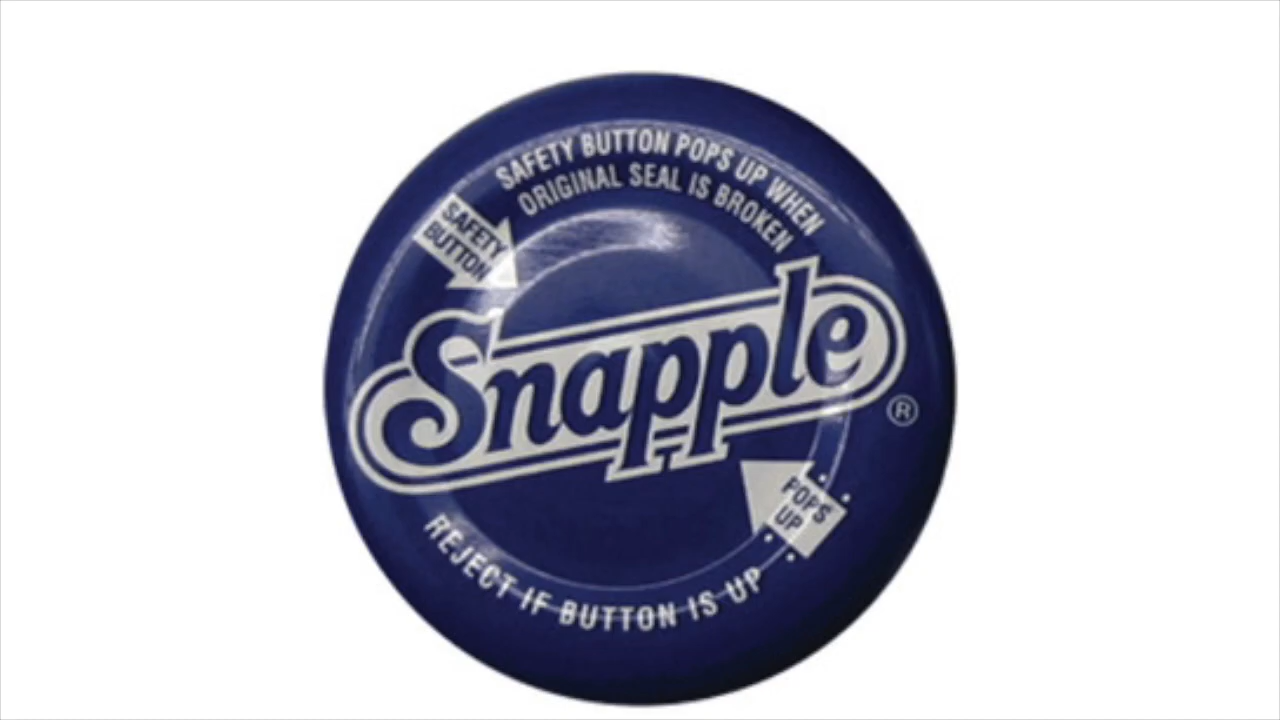 SAFETY BUTTON POPS UP WHEN
ORIGINAL SEAL IS BROKEN
SAFETY
BUTTON
Snapple
®
POPS
UP
REJECT IF BUTTON IS UP